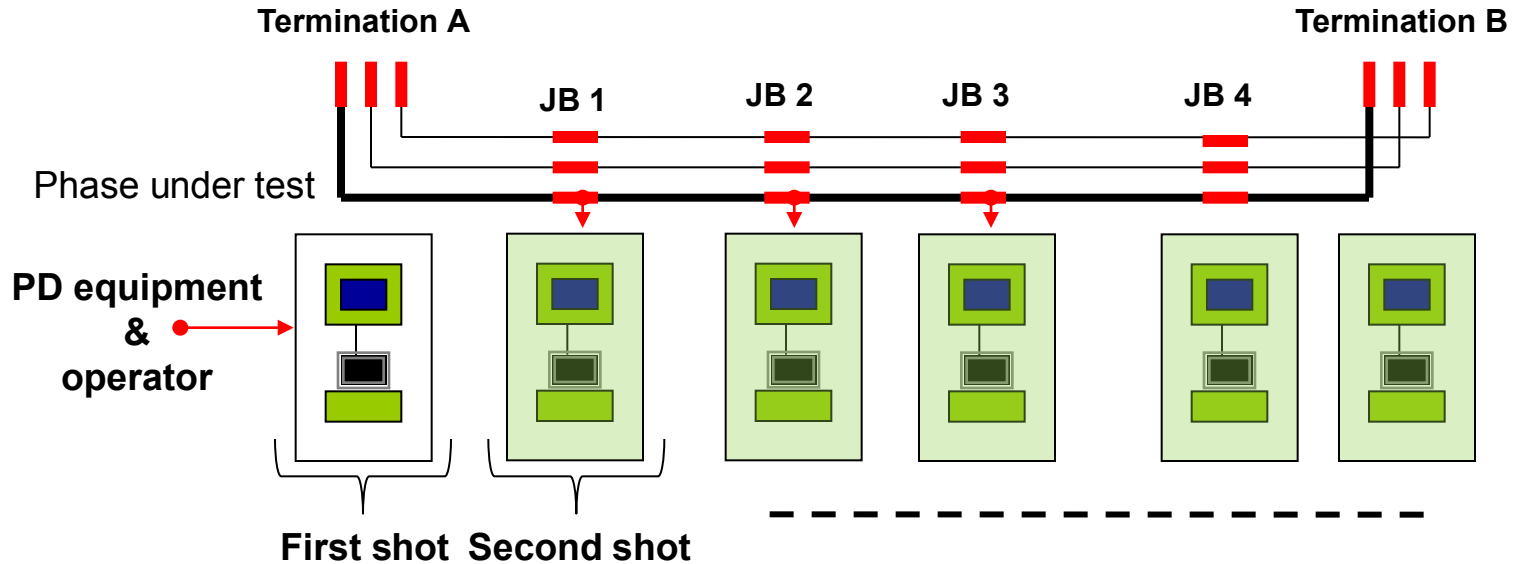 Termination A
Termination B
JB 1
JB 2
JB 3
JB 4
Phase under test
PD equipment
&
operator
First shot
Second shot